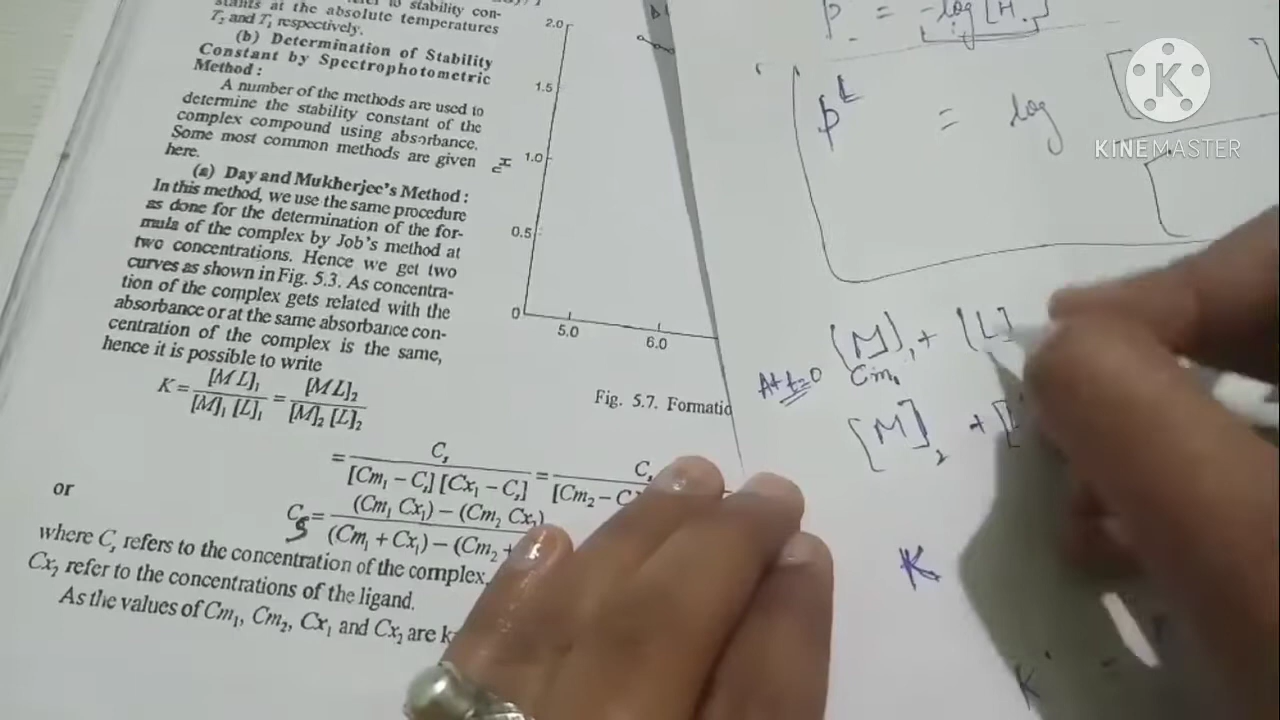 stants at the absolute temperatures
T₂ and T₁ respectively.
(b) Determination of Stability
Constant by Spectrophotometric
Method :
A number of the methods are used to
determine the stability constant of the
complex compound using absorbance.
Some most common methods are given
here.
(a) Day and Mukherjee's Method :
In this method, we use the same procedure
as done for the determination of the for-
mula of the complex by Job's method at
two concentrations. Hence we get two
curves as shown in Fig. 5.3. As concentra-
tion of the complex gets related with the
absorbance or at the same absorbance con-
centration of the complex is the same,
hence it is possible to write
K = [M L]₁ / [M]₁ [L]₁ = [M L]₂ / [M]₂ [L]₂
= Cₛ / [Cm₁ – Cₛ] [Cx₁ – Cₛ] = Cₛ / [Cm₂ – C
or
Cₛ = (Cm₁ Cx₁) – (Cm₂ Cx₂) / (Cm₁ + Cx₁) – (Cm₂ +
where Cₛ refers to the concentration of the complex,
Cx₂ refer to the concentrations of the ligand.
As the values of Cm₁, Cm₂, Cx₁ and Cx₂ are k
2.0
1.5
1.0
0.5
0
5.0
6.0
Fig. 5.7. Formatio
= -log [H
KINEMASTER
pL = log
[M]₁ + [L]
At t=0 Cm₁
[M]₂ + [
K
K